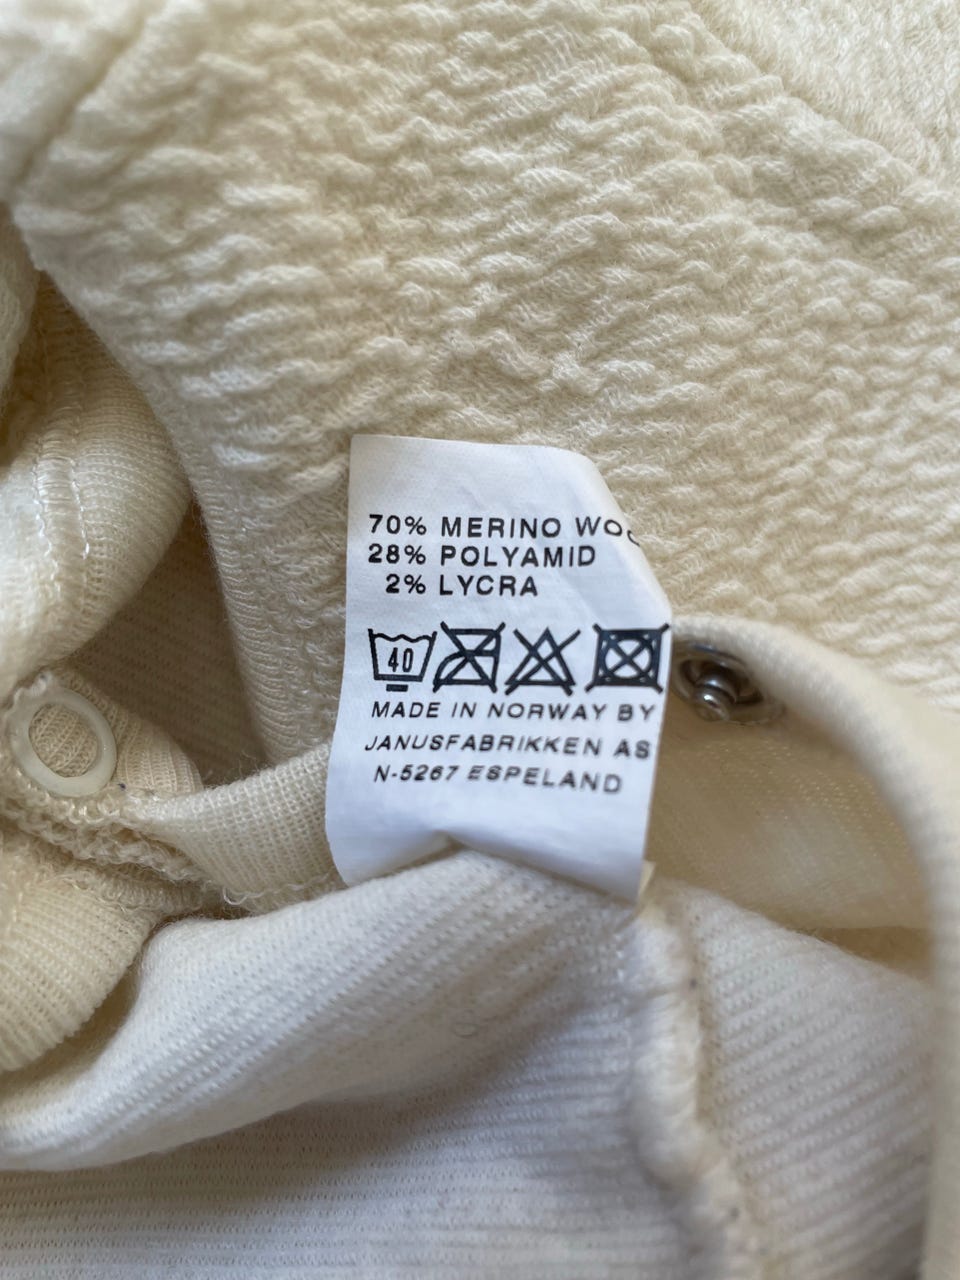 70% MERINO WOO
28% POLYAMID
2% LYCRA
40
MADE IN NORWAY BY
JANUSFABRIKKEN AS
N-5267 ESPELAND